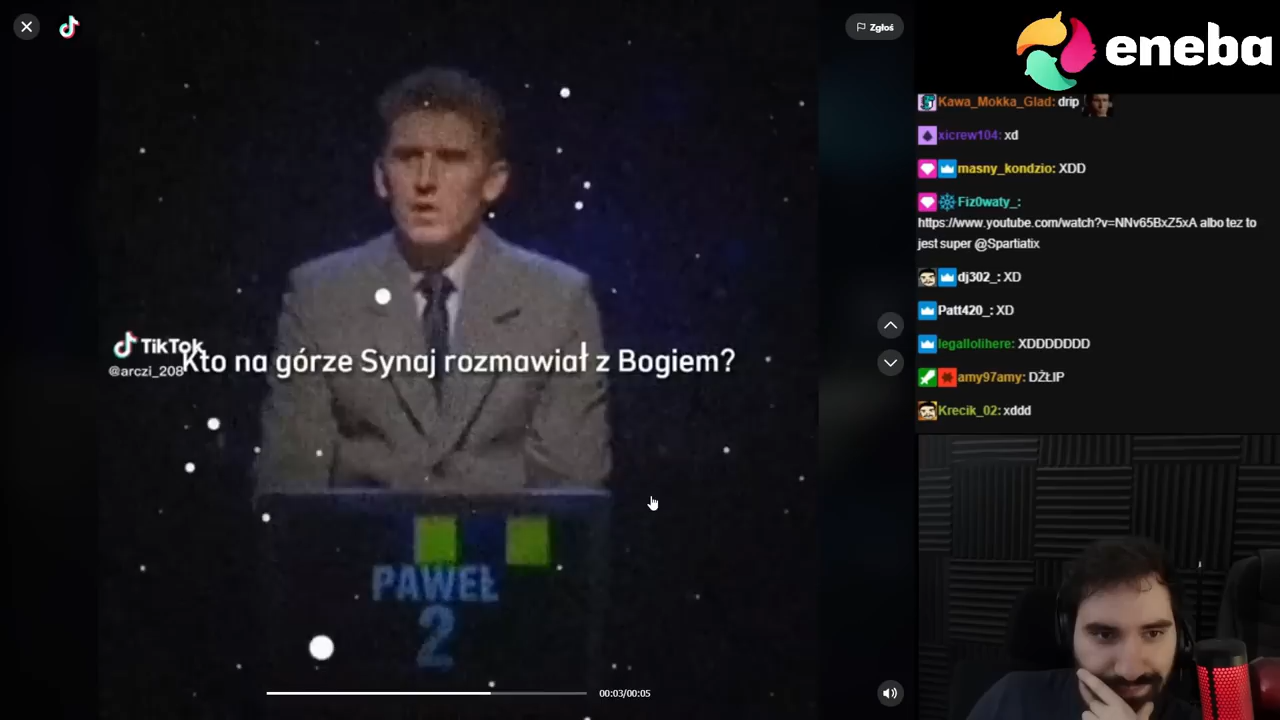 Zgłoś
TikTok
@arczi_208
Kto na górze Synaj rozmawiał z Bogiem?
PAWEŁ
2
00:03/00:05
eneba
Kawa_Mokka_Glad: drip
xicrew104: xd
masny_kondzio: XDD
Fiz0waty_:
https://www.youtube.com/watch?v=NNv65BxZ5xA albo tez to
jest super @Spartiatix
dj302_: XD
Patt420_: XD
legallolihere: XDDDDDDD
amy97amy: DŻŁIP
Krecik_02: xddd